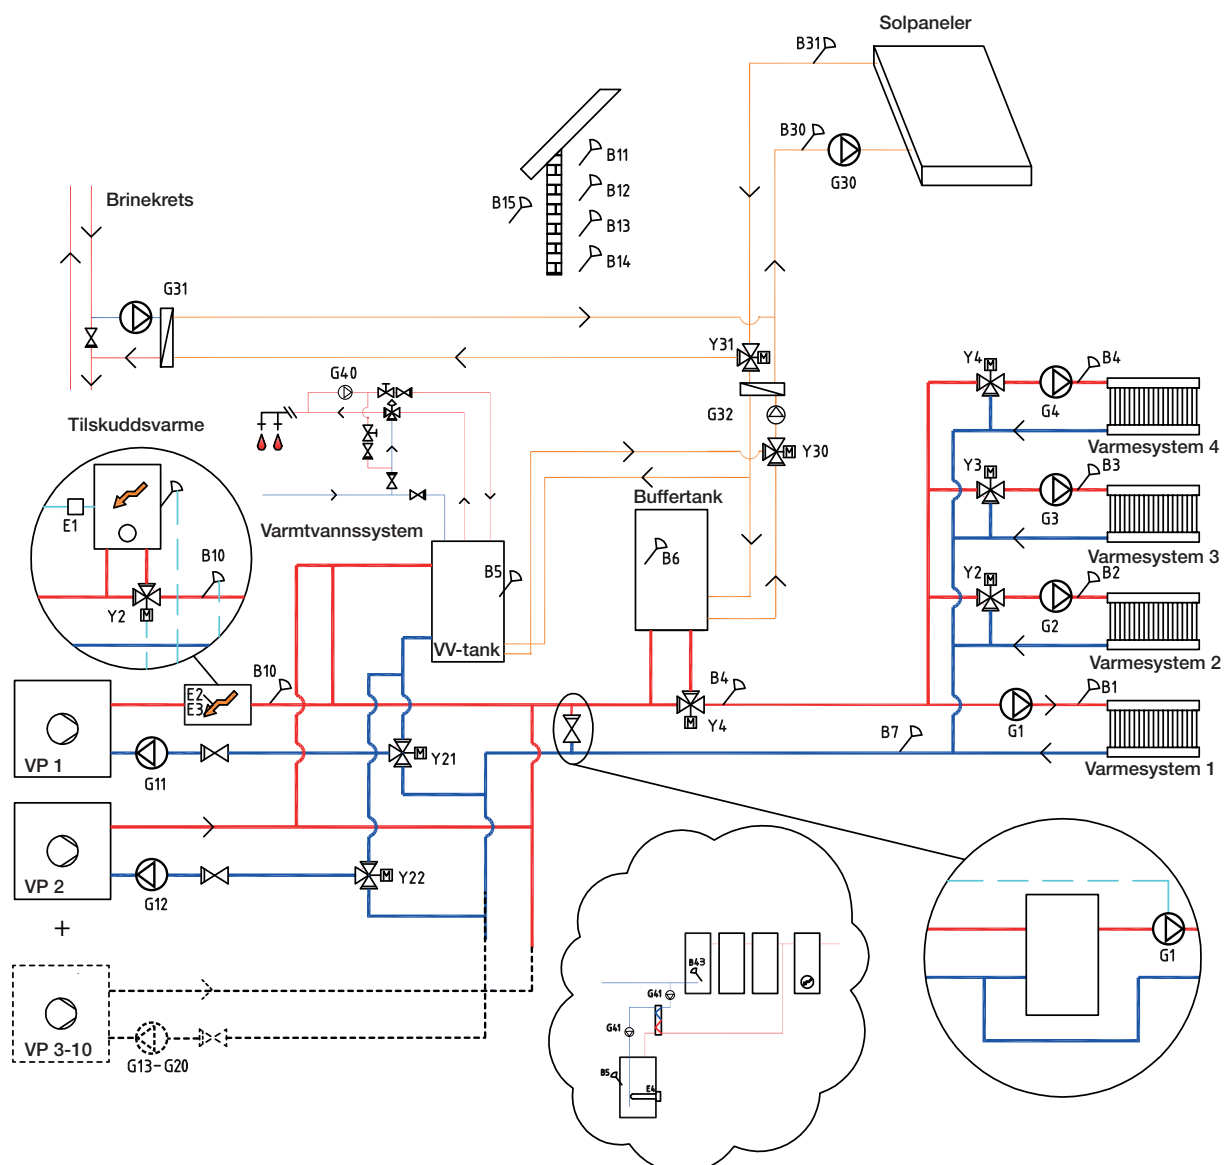 Solpaneler
B31
B30
G30
B11
B12
B15
B13
B14
Brinekrets
G31
Y31
M
G40
G32
Y30
M
Y4
M
B4
G4
Varmesystem 4
Tilskuddsvarme
E1
B10
Y2
M
Varmtvannssystem
B5
VV-tank
Buffertank
B6
Y3
M
B3
G3
Varmesystem 3
Y2
M
B2
G2
Varmesystem 2
E2
E3
B10
B4
M
Y4
B7
G1
B1
Varmesystem 1
VP 1
G11
M
Y21
VP 2
G12
M
Y22
+
VP 3-10
G13-G20
B43
G41
G41
B5
E4
G1